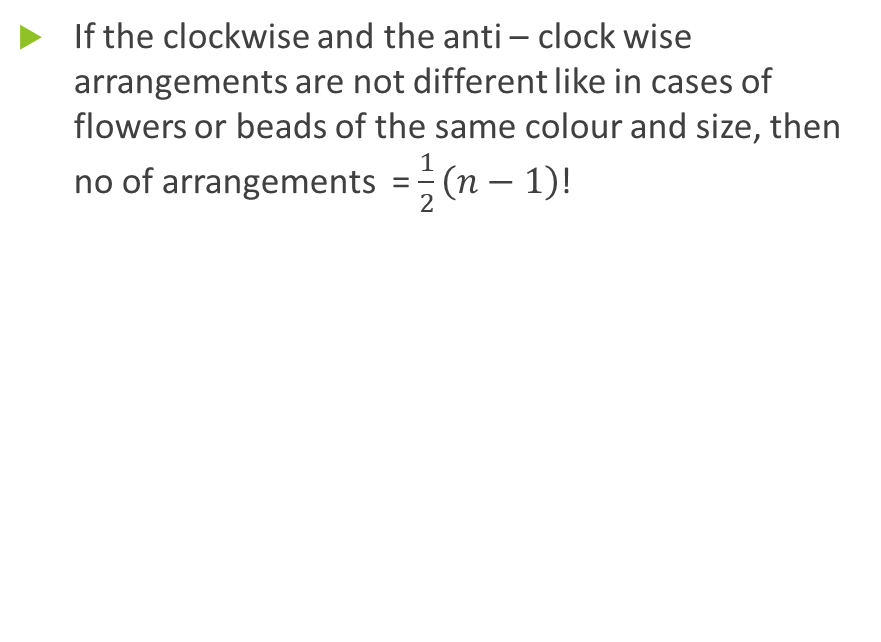 If the clockwise and the anti – clock wise
arrangements are not different like in cases of
flowers or beads of the same colour and size, then
no of arrangements = 1/2 (n − 1)!